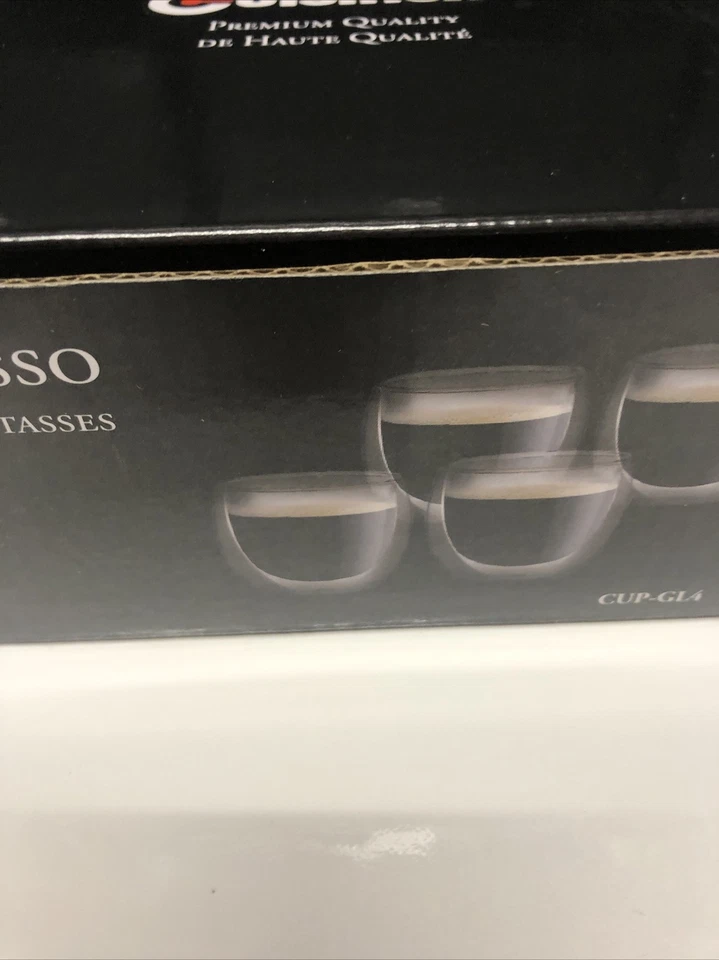 PREMIUM QUALITY
DE HAUTE QUALITÉ
SSO
TASSES
CUP-GL4